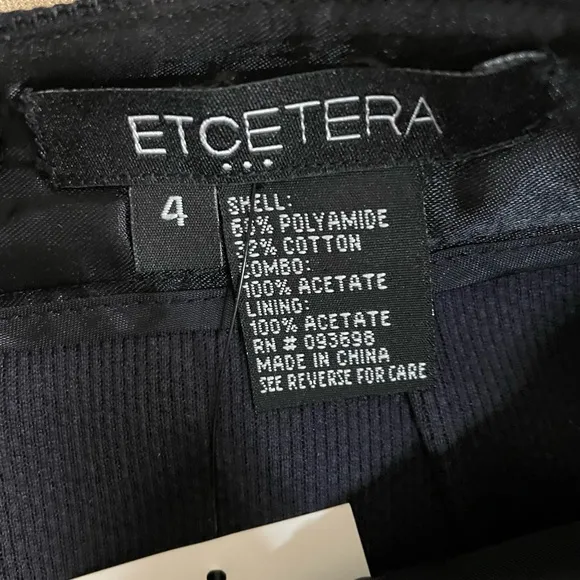 ETCETERA
4
SHELL:
68% POLYAMIDE
32% COTTON
COMBO:
100% ACETATE
LINING:
100% ACETATE
RN # 093698
MADE IN CHINA
SEE REVERSE FOR CARE